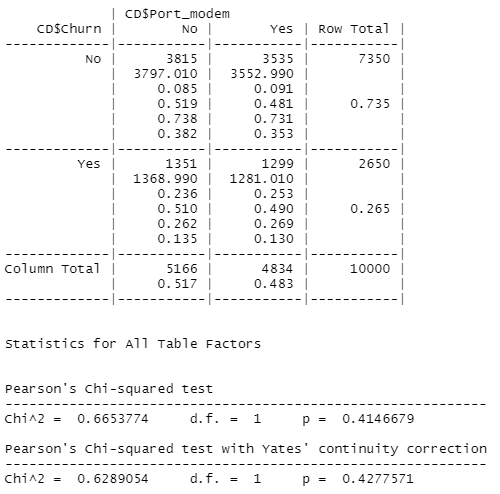 | CD$Port_modem
CD$Churn | No | Yes | Row Total |
-------------|-----------|-----------|-----------|
No | 3815 | 3535 | 7350 |
| 3797.010 | 3552.990 | |
| 0.085 | 0.091 | |
| 0.519 | 0.481 | 0.735 |
| 0.738 | 0.731 | |
| 0.382 | 0.353 | |
-------------|-----------|-----------|-----------|
Yes | 1351 | 1299 | 2650 |
| 1368.990 | 1281.010 | |
| 0.236 | 0.253 | |
| 0.510 | 0.490 | 0.265 |
| 0.262 | 0.269 | |
| 0.135 | 0.130 | |
-------------|-----------|-----------|-----------|
Column Total | 5166 | 4834 | 10000 |
| 0.517 | 0.483 | |
-------------|-----------|-----------|-----------|
Statistics for All Table Factors
Pearson's Chi-squared test
------------------------------------------------------------
Chi^2 = 0.6653774 d.f. = 1 p = 0.4146679
Pearson's Chi-squared test with Yates' continuity correction
------------------------------------------------------------
Chi^2 = 0.6289054 d.f. = 1 p = 0.4277571